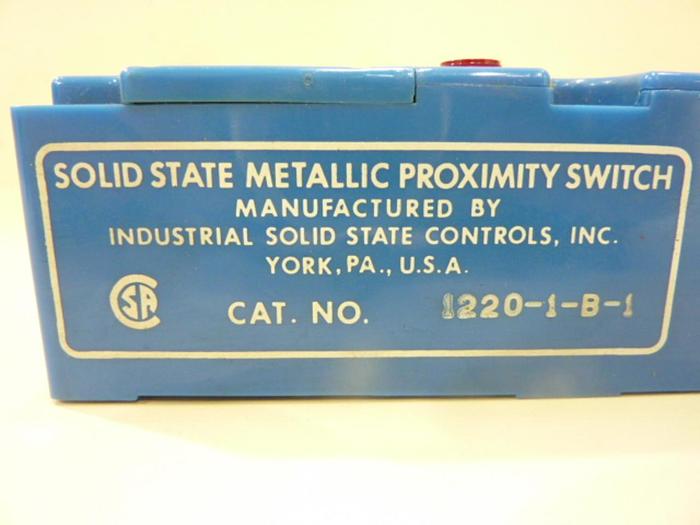 SOLID STATE METALLIC PROXIMITY SWITCH
MANUFACTURED BY
INDUSTRIAL SOLID STATE CONTROLS, INC.
YORK, PA., U.S.A.
CSA CAT. NO. 1220-1-B-1